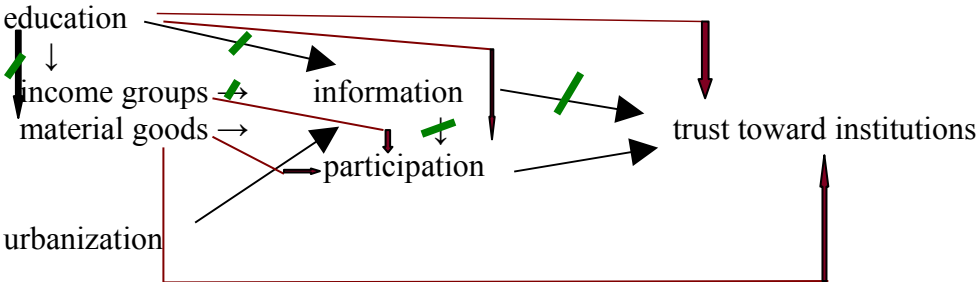 education
↓
income groups → information
material goods → ↓ trust toward institutions
participation
urbanization